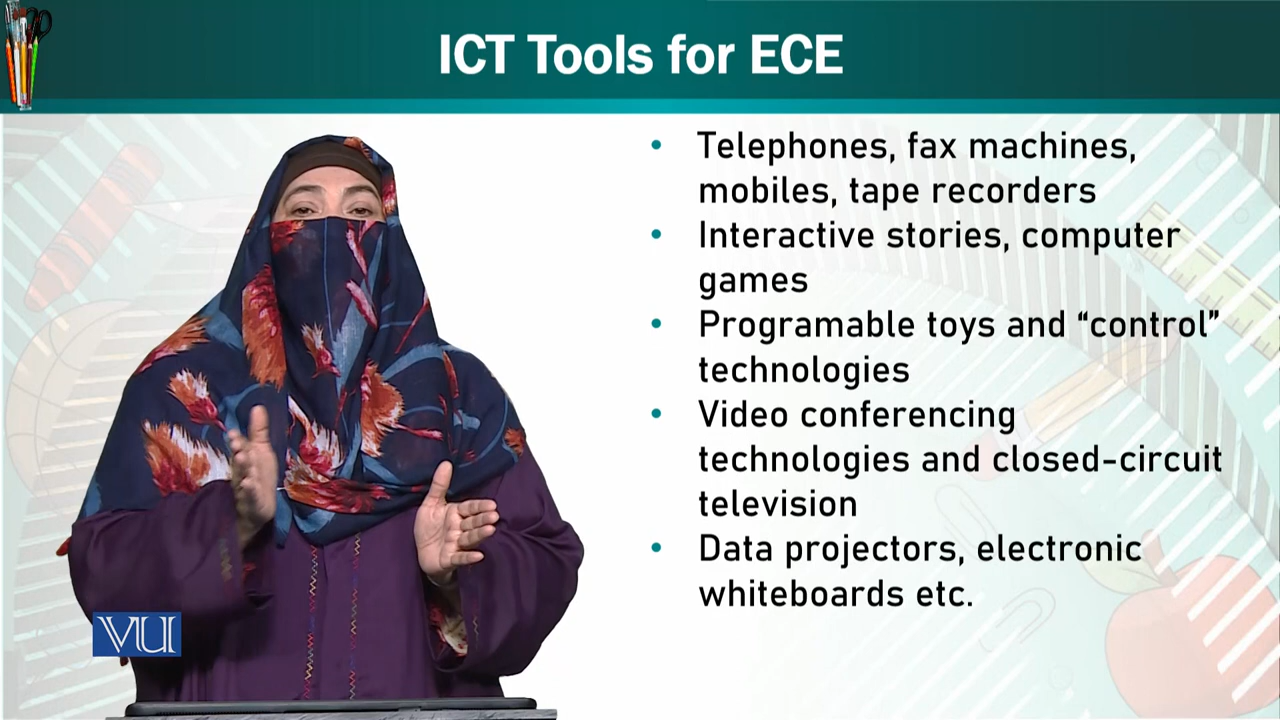 ICT Tools for ECE
• Telephones, fax machines,
mobiles, tape recorders
• Interactive stories, computer
games
• Programable toys and “control”
technologies
• Video conferencing
technologies and closed-circuit
television
• Data projectors, electronic
whiteboards etc.
VU